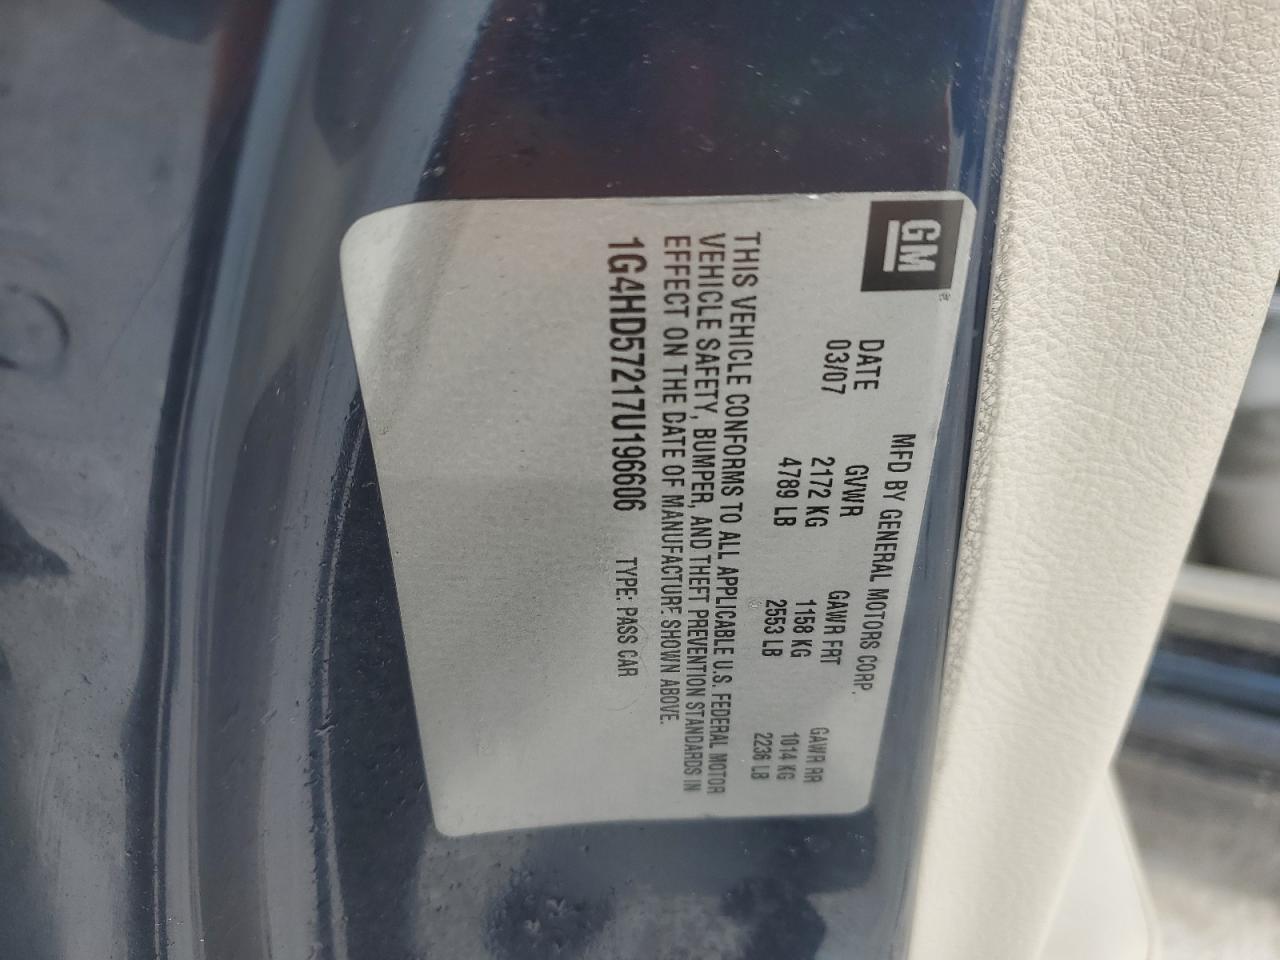 GM
MFD BY GENERAL MOTORS CORP.
DATE GVWR GAWR FRT GAWR RR
03/07 2172 KG 1158 KG 1014 KG
4789 LB 2553 LB 2236 LB
THIS VEHICLE CONFORMS TO ALL APPLICABLE U.S. FEDERAL MOTOR
VEHICLE SAFETY, BUMPER, AND THEFT PREVENTION STANDARDS IN
EFFECT ON THE DATE OF MANUFACTURE SHOWN ABOVE.
1G4HD57217U196606 TYPE: PASS CAR